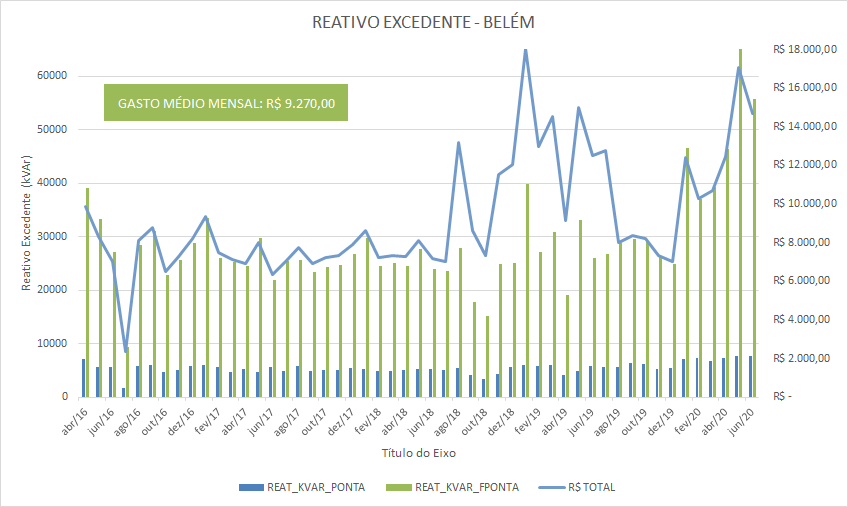 REATIVO EXCEDENTE - BELÉM
GASTO MÉDIO MENSAL: R$ 9.270,00
Reativo Excedente (kVAr)
60000
50000
40000
30000
20000
10000
0
R$ 18.000,00
R$ 16.000,00
R$ 14.000,00
R$ 12.000,00
R$ 10.000,00
R$ 8.000,00
R$ 6.000,00
R$ 4.000,00
R$ 2.000,00
R$ -
abr/16
jun/16
ago/16
out/16
dez/16
fev/17
abr/17
jun/17
ago/17
out/17
dez/17
fev/18
abr/18
jun/18
ago/18
out/18
dez/18
fev/19
abr/19
jun/19
ago/19
out/19
dez/19
fev/20
abr/20
jun/20
Título do Eixo
REAT_KVAR_PONTA
REAT_KVAR_FPONTA
R$ TOTAL